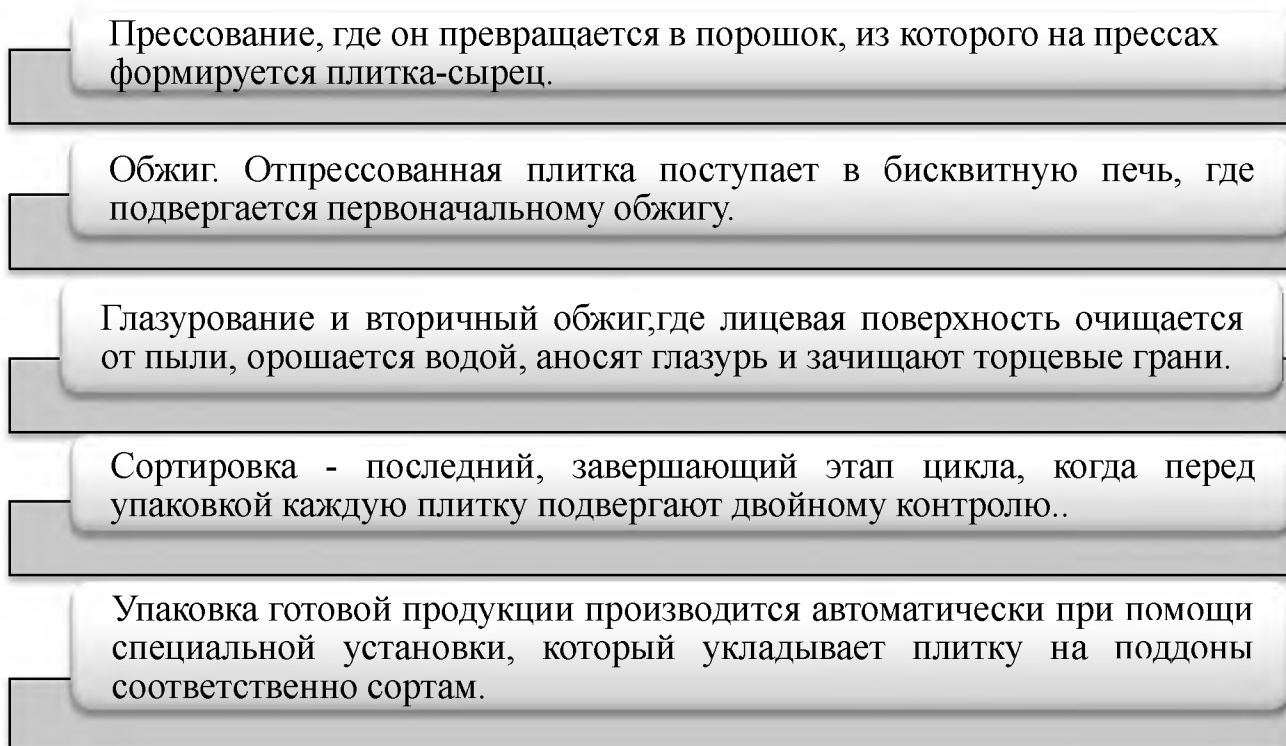 Прессование, где он превращается в порошок, из которого на прессах
формируется плитка-сырец.
Обжиг. Отпрессованная плитка поступает в бисквитную печь, где
подвергается первоначальному обжигу.
Глазурование и вторичный обжиг,где лицевая поверхность очищается
от пыли, орошается водой, аносят глазурь и зачищают торцевые грани.
Сортировка - последний, завершающий этап цикла, когда перед
упаковкой каждую плитку подвергают двойному контролю..
Упаковка готовой продукции производится автоматически при помощи
специальной установки, который укладывает плитку на поддоны
соответственно сортам.